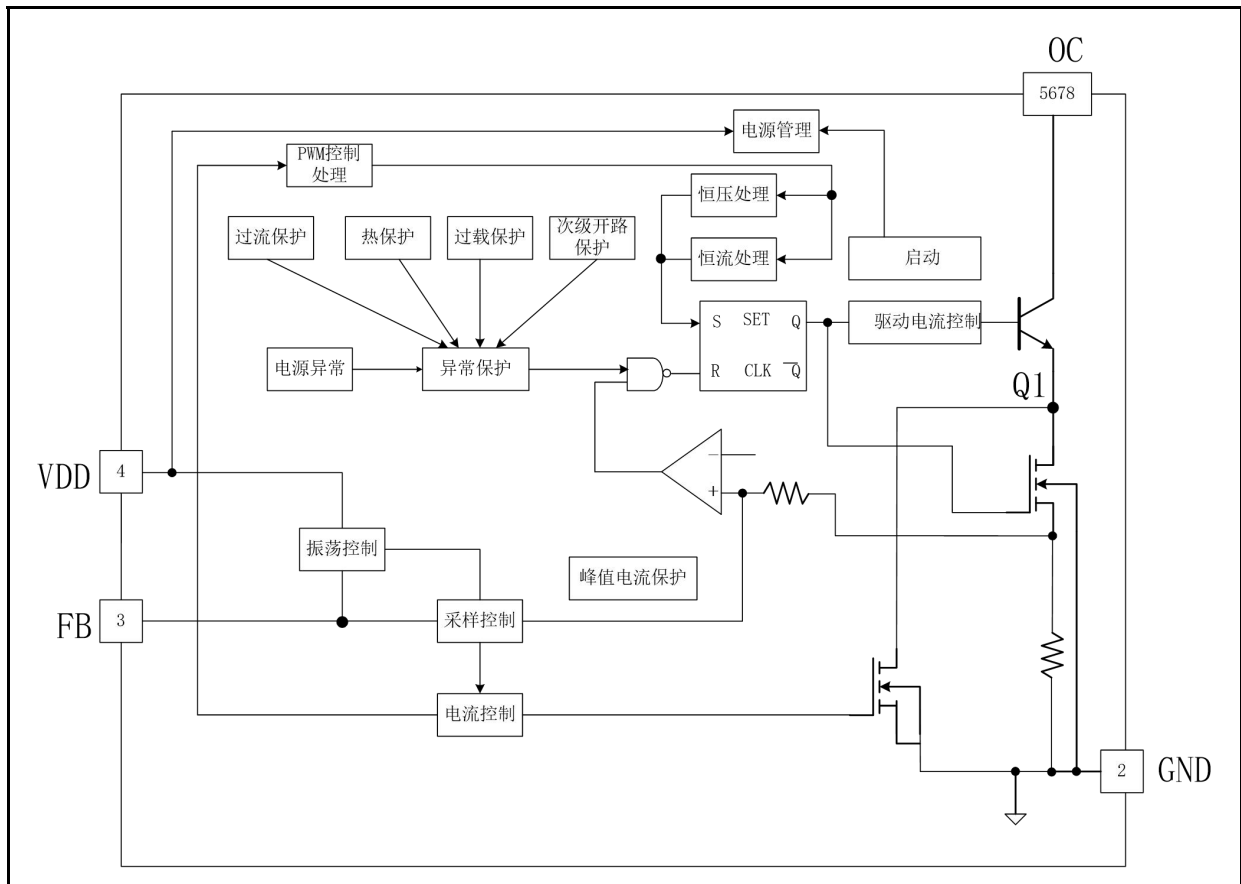 OC
5678
电源管理
PWM控制
处理
恒压处理
过流保护
热保护
过载保护
次级开路
保护
恒流处理
启动
S SET Q
驱动电流控制
电源异常
异常保护
R CLK Q̅
Q1
VDD 4
-
+
振荡控制
峰值电流保护
FB 3
采样控制
电流控制
2 GND